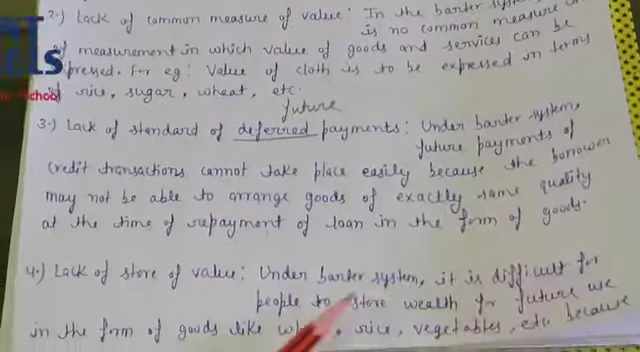 2.) Lack of common measure of value: In the barter system
is no common measure
of measurement in which value of goods and services can be
pressed. For eg: Value of cloth is to be expressed in terms
of rice, sugar, wheat, etc.
School
future
3.) Lack of standard of deferred payments: Under barter system,
future payments of
credit transactions cannot take place easily because the borrower
may not be able to arrange goods of exactly same quality
at the time of repayment of loan in the form of goods.
4.) Lack of store of value: Under barter system, it is difficult for
people to store wealth for future use
in the form of goods like rice, vegetables, etc. because